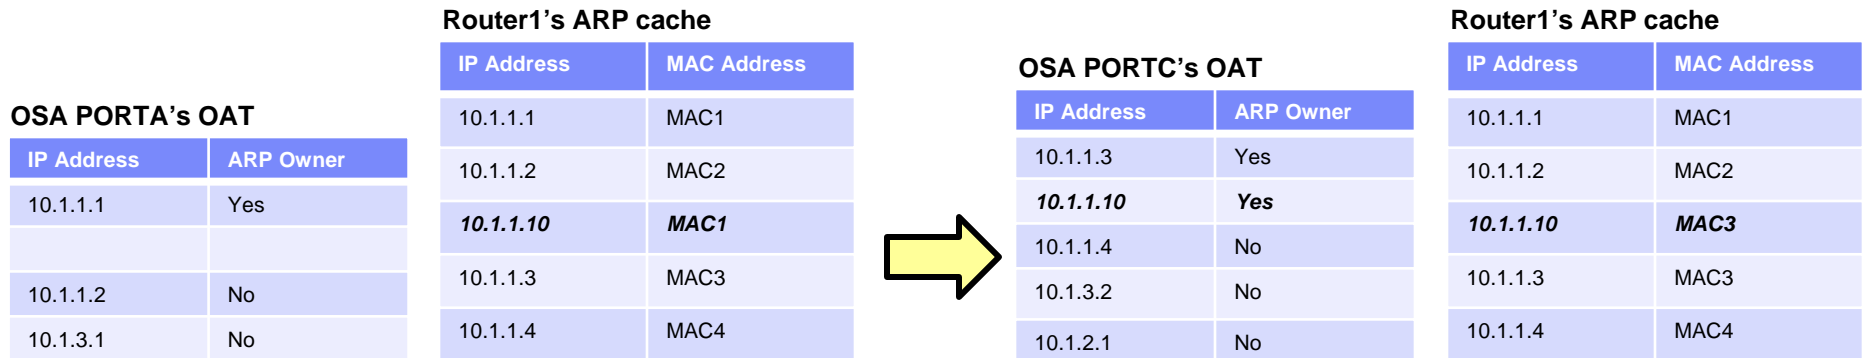 OSA PORTA's OAT
IP Address ARP Owner
10.1.1.1 Yes
10.1.1.2 No
10.1.3.1 No
Router1's ARP cache
IP Address MAC Address
10.1.1.1 MAC1
10.1.1.2 MAC2
10.1.1.10 MAC1
10.1.1.3 MAC3
10.1.1.4 MAC4
OSA PORTC's OAT
IP Address ARP Owner
10.1.1.3 Yes
10.1.1.10 Yes
10.1.1.4 No
10.1.3.2 No
10.1.2.1 No
Router1's ARP cache
IP Address MAC Address
10.1.1.1 MAC1
10.1.1.2 MAC2
10.1.1.10 MAC3
10.1.1.3 MAC3
10.1.1.4 MAC4